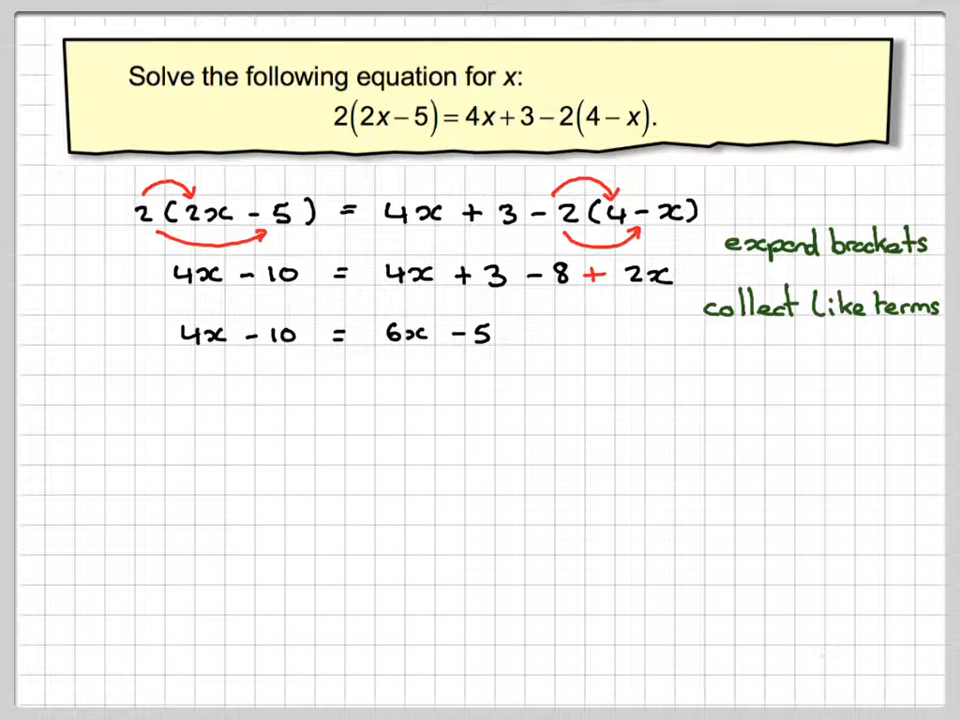 Solve the following equation for x:
2(2x – 5) = 4x + 3 – 2(4 – x).
2(2x - 5) = 4x + 3 - 2(4 - x)
expand brackets
4x - 10 = 4x + 3 - 8 + 2x
collect like terms
4x - 10 = 6x - 5